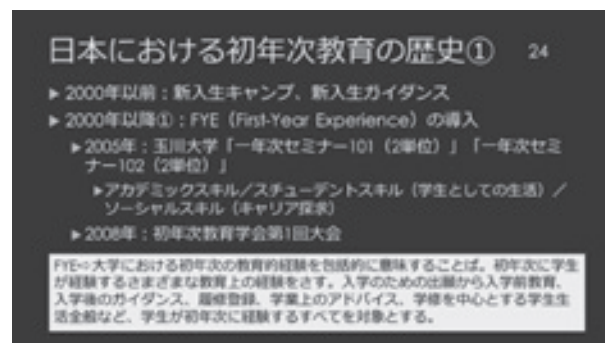 日本における初年次教育の歴史①
24
▶2000年以前：新入生キャンプ、新入生ガイダンス
▶2000年以降①：FYE（First-Year Experience）の導入
▶2005年：玉川大学「一年次セミナー101（2単位）」「一年次セミ
ナー102（2単位）」
▶アカデミックスキル／スチューデントスキル（学生としての生活）／
ソーシャルスキル（キャリア探求）
▶2008年：初年次教育学会第1回大会
FYE⇨大学における初年次の教育的経験を包括的に意味することば。初年次に学生
が経験するさまざまな教育上の経験をさす。入学のための出願から入学前教育、
入学後のガイダンス、履修登録、学業上のアドバイス、学修を中心とする学生生
活全般など、学生が初年次に経験するすべてを対象とする。